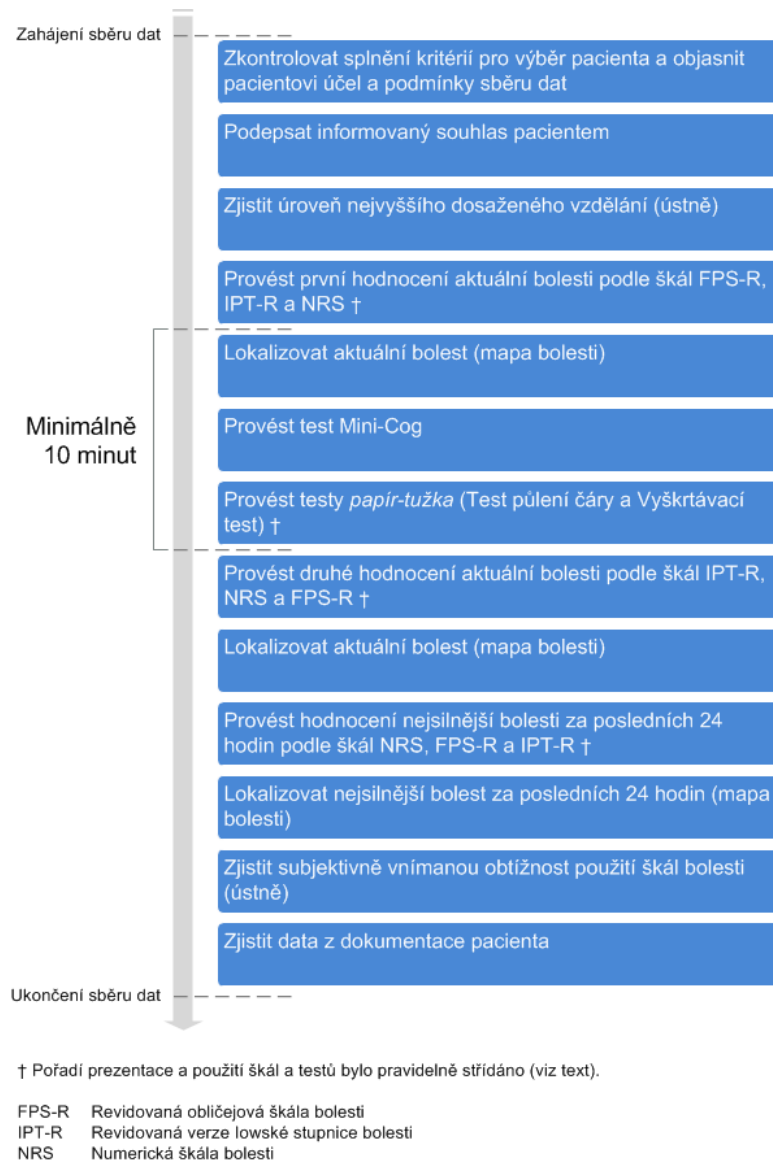 Zahájení sběru dat
Zkontrolovat splnění kritérií pro výběr pacienta a objasnit
pacientovi účel a podmínky sběru dat
Podepsat informovaný souhlas pacientem
Zjistit úroveň nejvyššího dosaženého vzdělání (ústně)
Provést první hodnocení aktuální bolesti podle škál FPS-R,
IPT-R a NRS †
Minimálně
10 minut
Lokalizovat aktuální bolest (mapa bolesti)
Provést test Mini-Cog
Provést testy papír-tužka (Test půlení čáry a Vyškrtávací
test) †
Provést druhé hodnocení aktuální bolesti podle škál IPT-R,
NRS a FPS-R †
Lokalizovat aktuální bolest (mapa bolesti)
Provést hodnocení nejsilnější bolesti za posledních 24
hodin podle škál NRS, FPS-R a IPT-R †
Lokalizovat nejsilnější bolest za posledních 24 hodin (mapa
bolesti)
Zjistit subjektivně vnímanou obtížnost použití škál bolesti
(ústně)
Zjistit data z dokumentace pacienta
Ukončení sběru dat
† Pořadí prezentace a použití škál a testů bylo pravidelně střídáno (viz text).
FPS-R Revidovaná obličejová škála bolesti
IPT-R Revidovaná verze Iowské stupnice bolesti
NRS Numerická škála bolesti